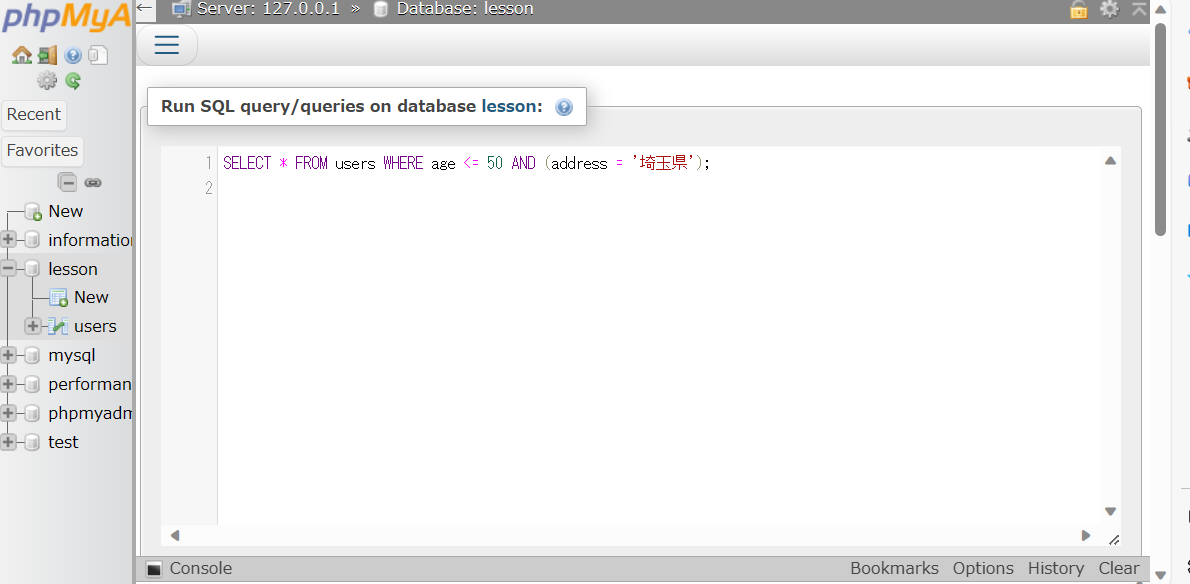 phpMyA
Server: 127.0.0.1 » Database: lesson
Recent
Favorites
New
information
lesson
New
users
mysql
performan
phpmyadm
test
Run SQL query/queries on database lesson:
1 SELECT * FROM users WHERE age <= 50 AND (address = '埼玉県');
2
Console
Bookmarks Options History Clear